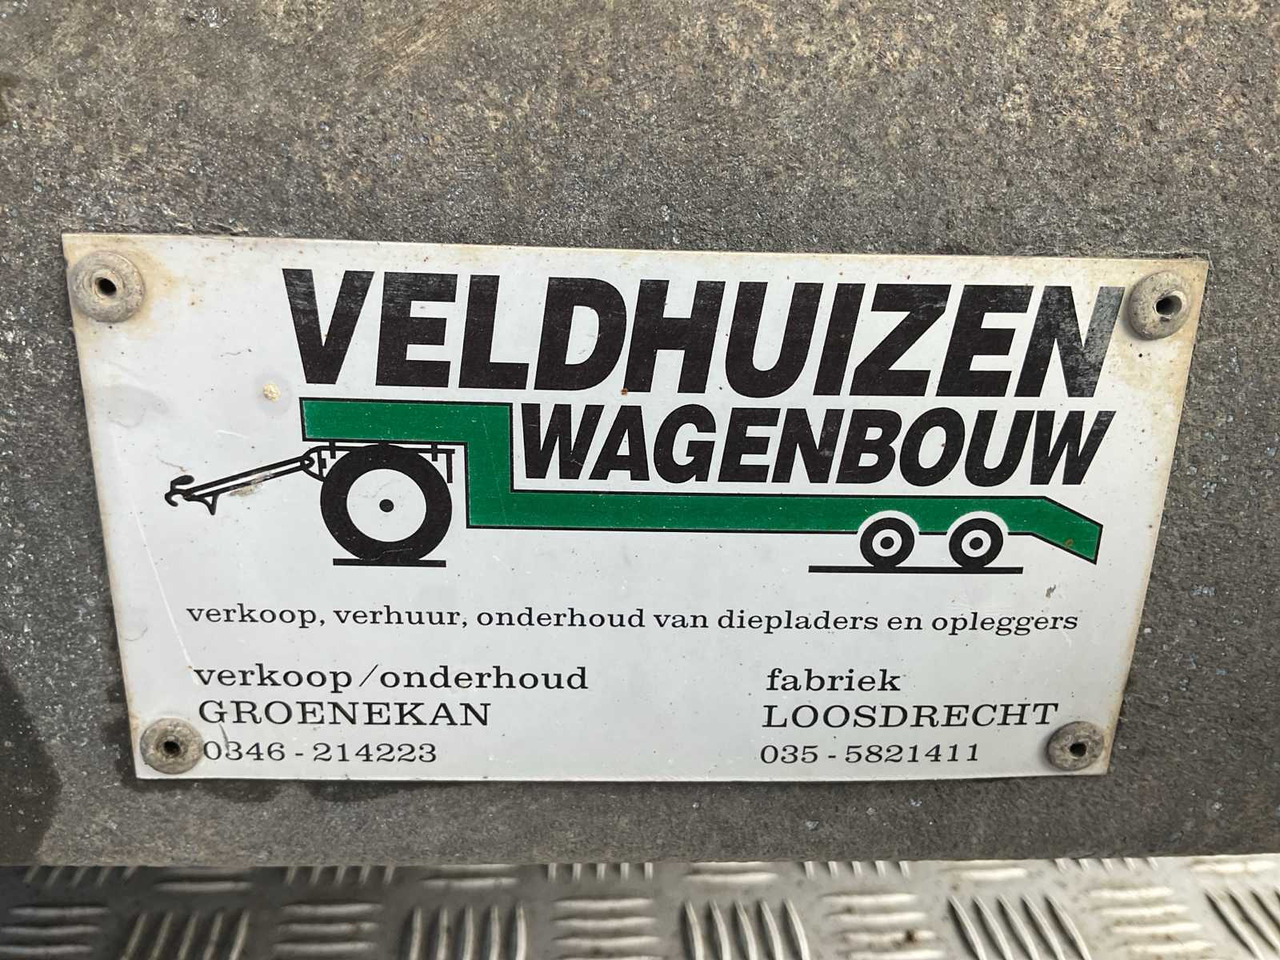 VELDHUIZEN
WAGENBOUW
verkoop, verhuur, onderhoud van diepladers en opleggers
verkoop/onderhoud
GROENEKAN
0346 - 214223
fabriek
LOOSDRECHT
035 - 5821411